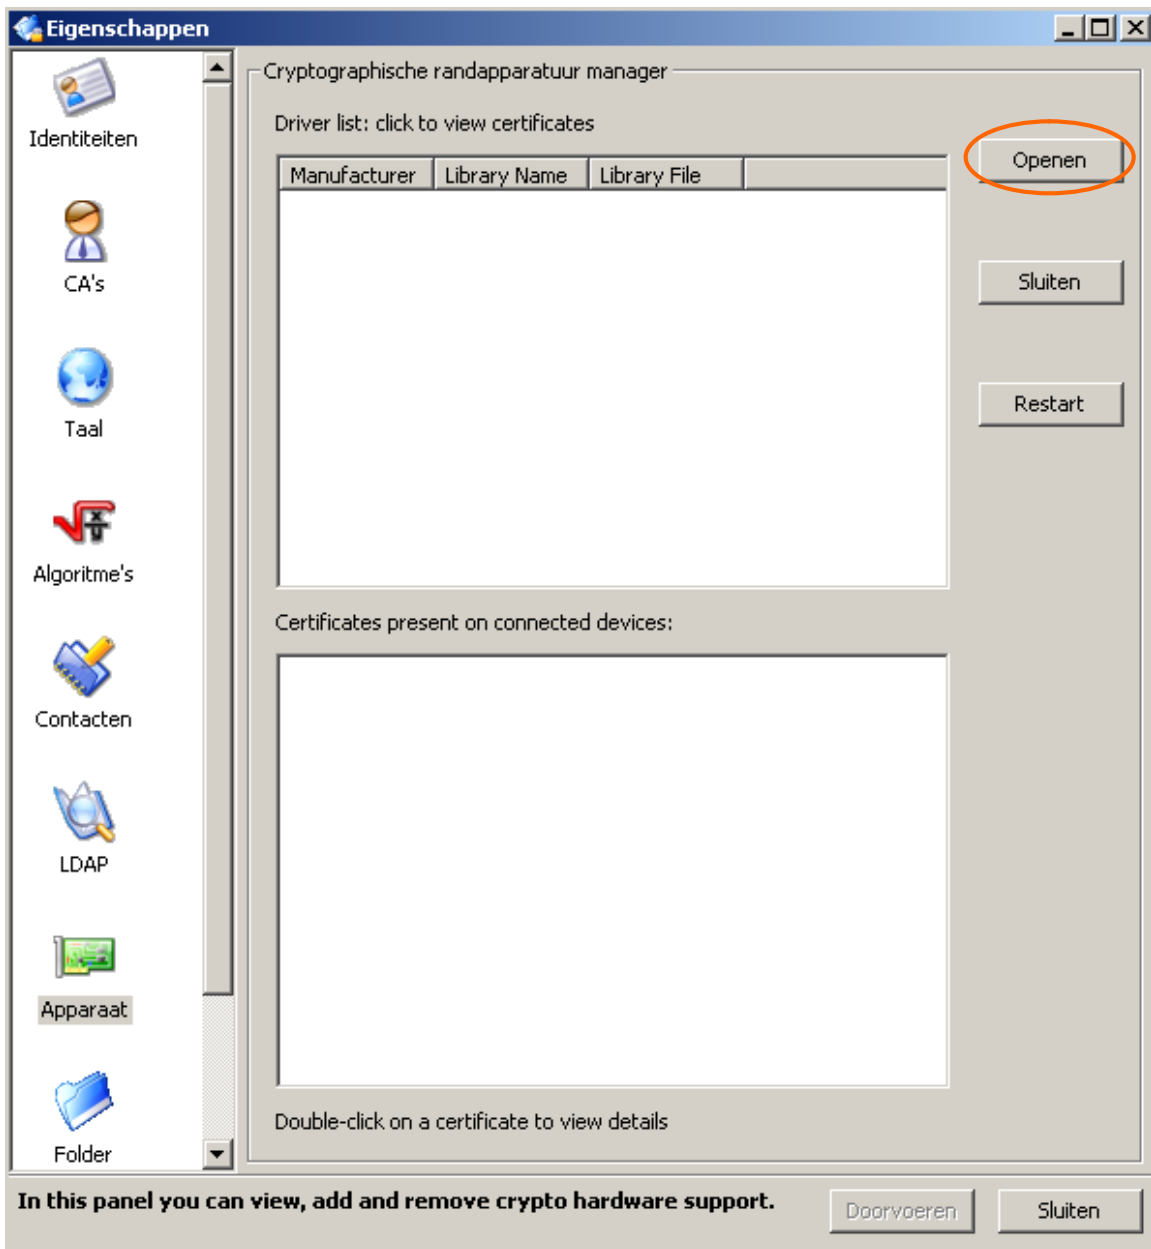 Eigenschappen
Identiteiten
CA's
Taal
Algoritme's
Contacten
LDAP
Apparaat
Folder
Cryptographische randapparatuur manager
Driver list: click to view certificates
Manufacturer Library Name Library File
Openen
Sluiten
Restart
Certificates present on connected devices:
Double-click on a certificate to view details
In this panel you can view, add and remove crypto hardware support.
Doorvoeren
Sluiten